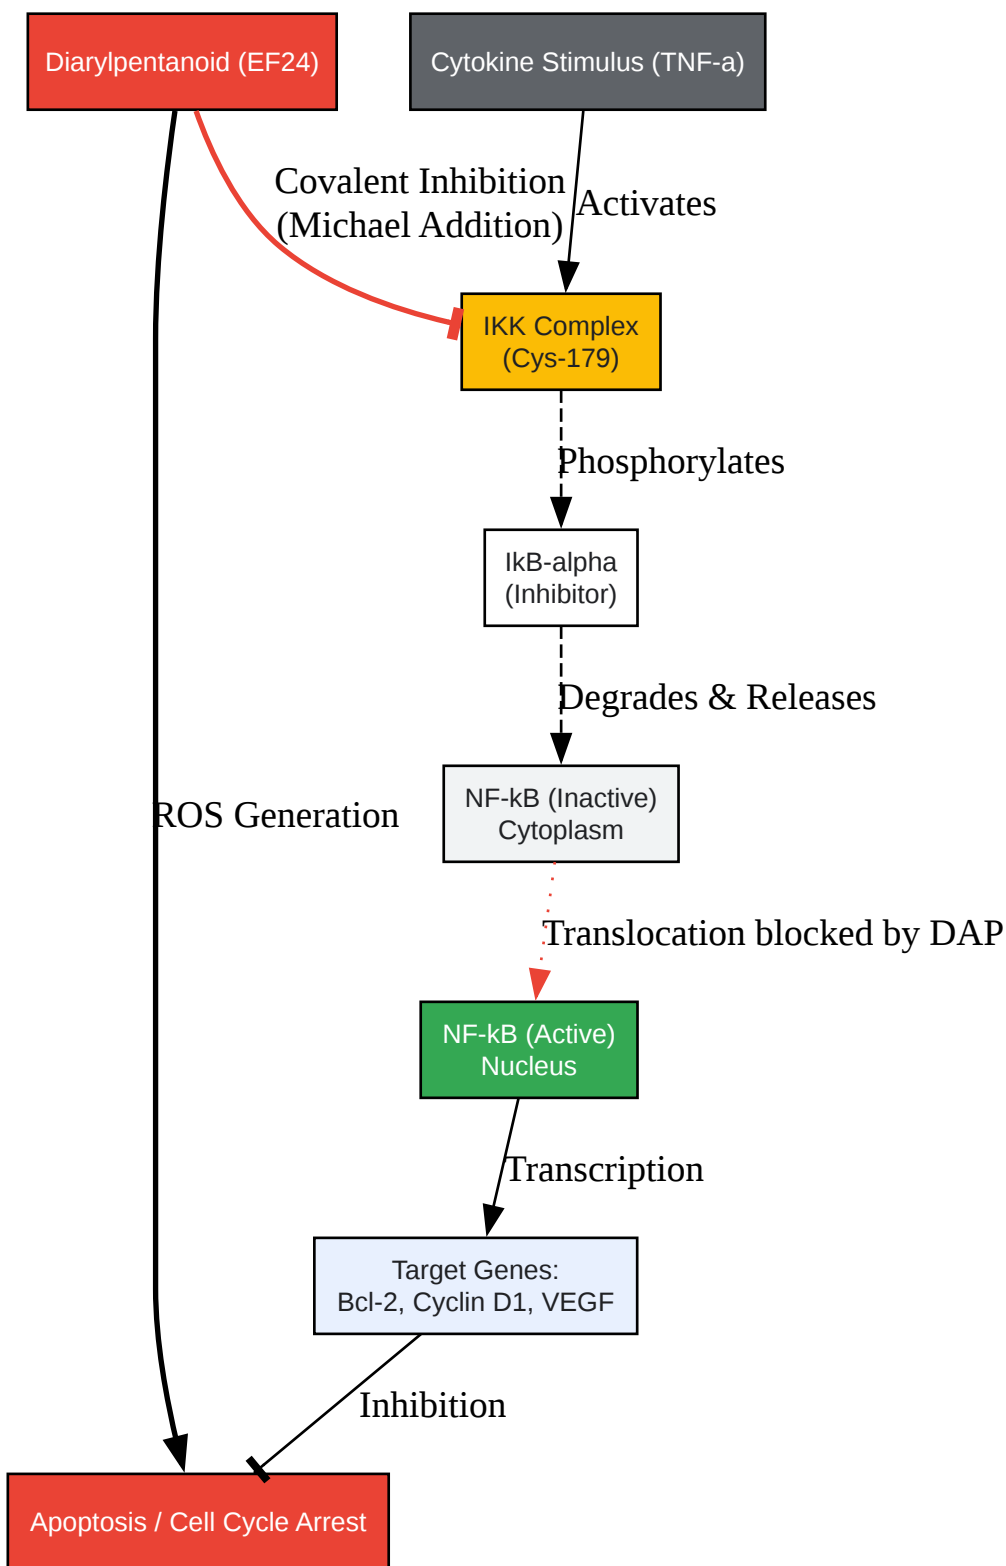 Diarylpentanoid (EF24)
Cytokine Stimulus (TNF-a)
Covalent Inhibition
(Michael Addition)
Activates
IKK Complex
(Cys-179)
Phosphorylates
IkB-alpha
(Inhibitor)
Degrades & Releases
NF-kB (Inactive)
Cytoplasm
ROS Generation
Translocation blocked by DAP
NF-kB (Active)
Nucleus
Transcription
Target Genes:
Bcl-2, Cyclin D1, VEGF
Inhibition
Apoptosis / Cell Cycle Arrest